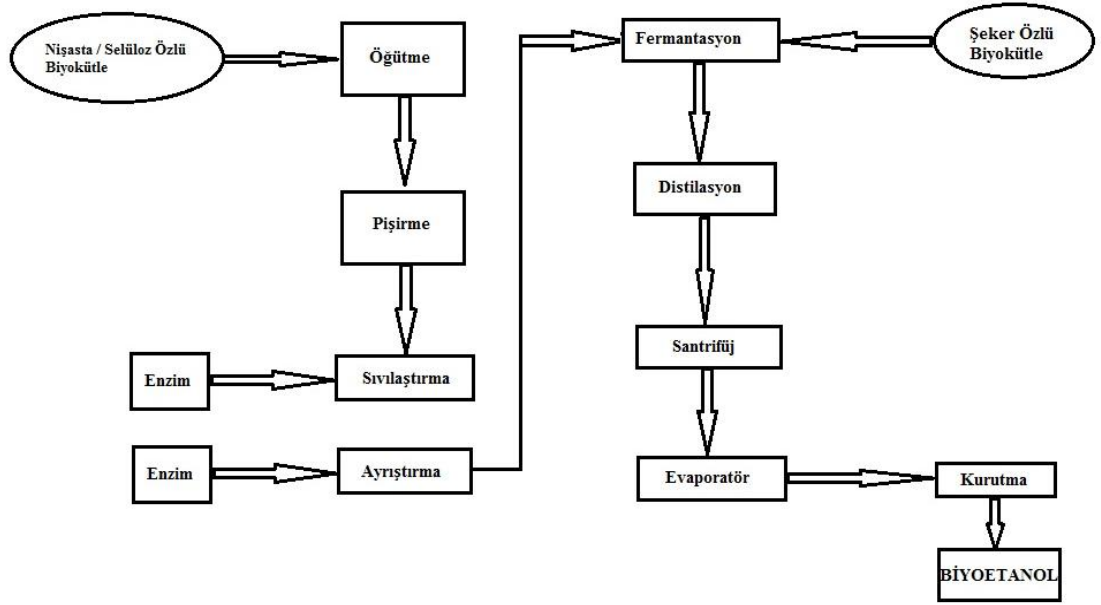 Nişasta / Selüloz Özlü
Biyokütle
Öğütme
Pişirme
Enzim
Sıvılaştırma
Enzim
Ayrıştırma
Fermantasyon
Şeker Özlü
Biyokütle
Distilasyon
Santrifüj
Evaporatör
Kurutma
BİYOETANOL